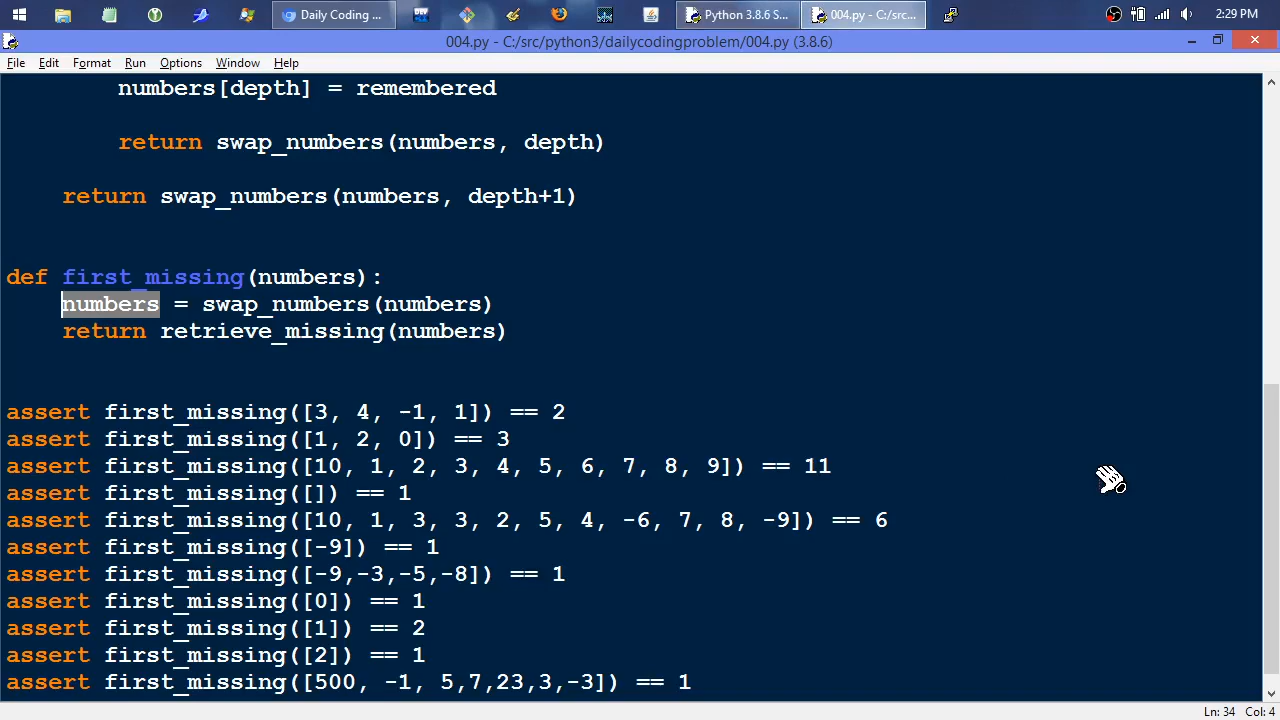 Daily Coding ...
Python 3.8.6 S...
004.py - C:/src...
2:29 PM
004.py - C:/src/python3/dailycodingproblem/004.py (3.8.6)
File Edit Format Run Options Window Help
numbers[depth] = remembered
return swap_numbers(numbers, depth)
return swap_numbers(numbers, depth+1)
def first_missing(numbers):
numbers = swap_numbers(numbers)
return retrieve_missing(numbers)
assert first_missing([3, 4, -1, 1]) == 2
assert first_missing([1, 2, 0]) == 3
assert first_missing([10, 1, 2, 3, 4, 5, 6, 7, 8, 9]) == 11
assert first_missing([]) == 1
assert first_missing([10, 1, 3, 3, 2, 5, 4, -6, 7, 8, -9]) == 6
assert first_missing([-9]) == 1
assert first_missing([-9,-3,-5,-8]) == 1
assert first_missing([0]) == 1
assert first_missing([1]) == 2
assert first_missing([2]) == 1
assert first_missing([500, -1, 5,7,23,3,-3]) == 1
Ln: 34 Col: 4